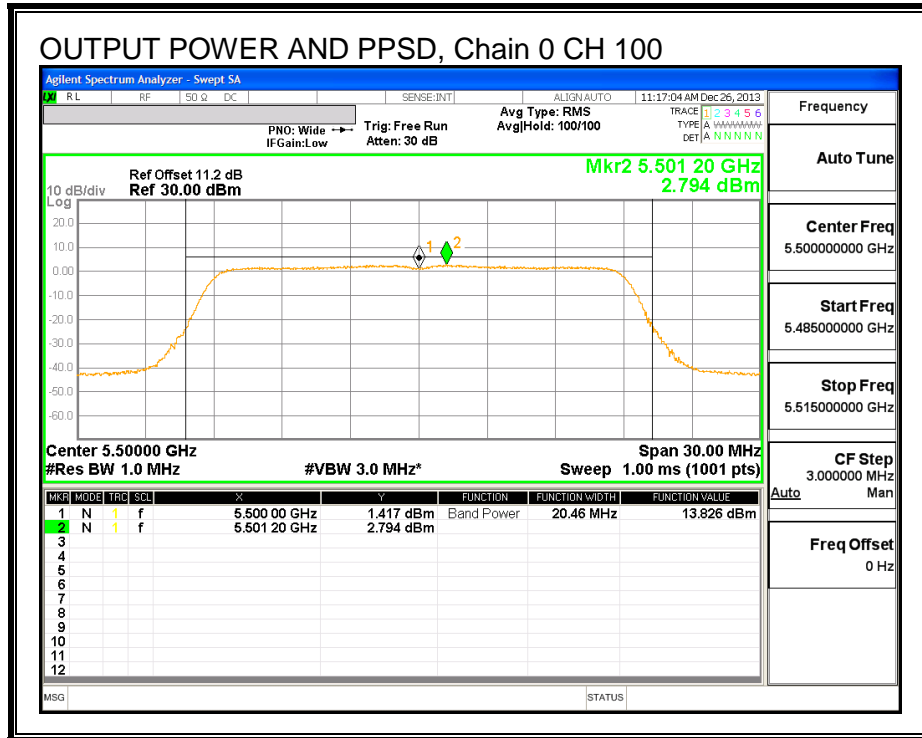 OUTPUT POWER AND PPSD, Chain 0 CH 100
Agilent Spectrum Analyzer - Swept SA
LXI RL RF 50 Ω DC SENSE:INT ALIGN AUTO 11:17:04 AM Dec 26, 2013
PNO: Wide
IFGain:Low
Trig: Free Run
Atten: 30 dB
Avg Type: RMS
Avg|Hold: 100/100
TRACE 1 2 3 4 5 6
TYPE A WWWWW
DET A N N N N N
Mkr2 5.501 20 GHz
2.794 dBm
Ref Offset 11.2 dB
10 dB/div Ref 30.00 dBm
Log
20.0
10.0
0.00
-10.0
-20.0
-30.0
-40.0
-50.0
-60.0
1 2
Center 5.50000 GHz Span 30.00 MHz
#Res BW 1.0 MHz #VBW 3.0 MHz* Sweep 1.00 ms (1001 pts)
MKR MODE TRC SCL X Y FUNCTION FUNCTION WIDTH FUNCTION VALUE
1 N 1 f 5.500 00 GHz 1.417 dBm Band Power 20.46 MHz 13.826 dBm
2 N 1 f 5.501 20 GHz 2.794 dBm
3
4
5
6
7
8
9
10
11
12
MSG STATUS
Frequency
Auto Tune
Center Freq
5.500000000 GHz
Start Freq
5.485000000 GHz
Stop Freq
5.515000000 GHz
CF Step
3.000000 MHz
Auto Man
Freq Offset
0 Hz